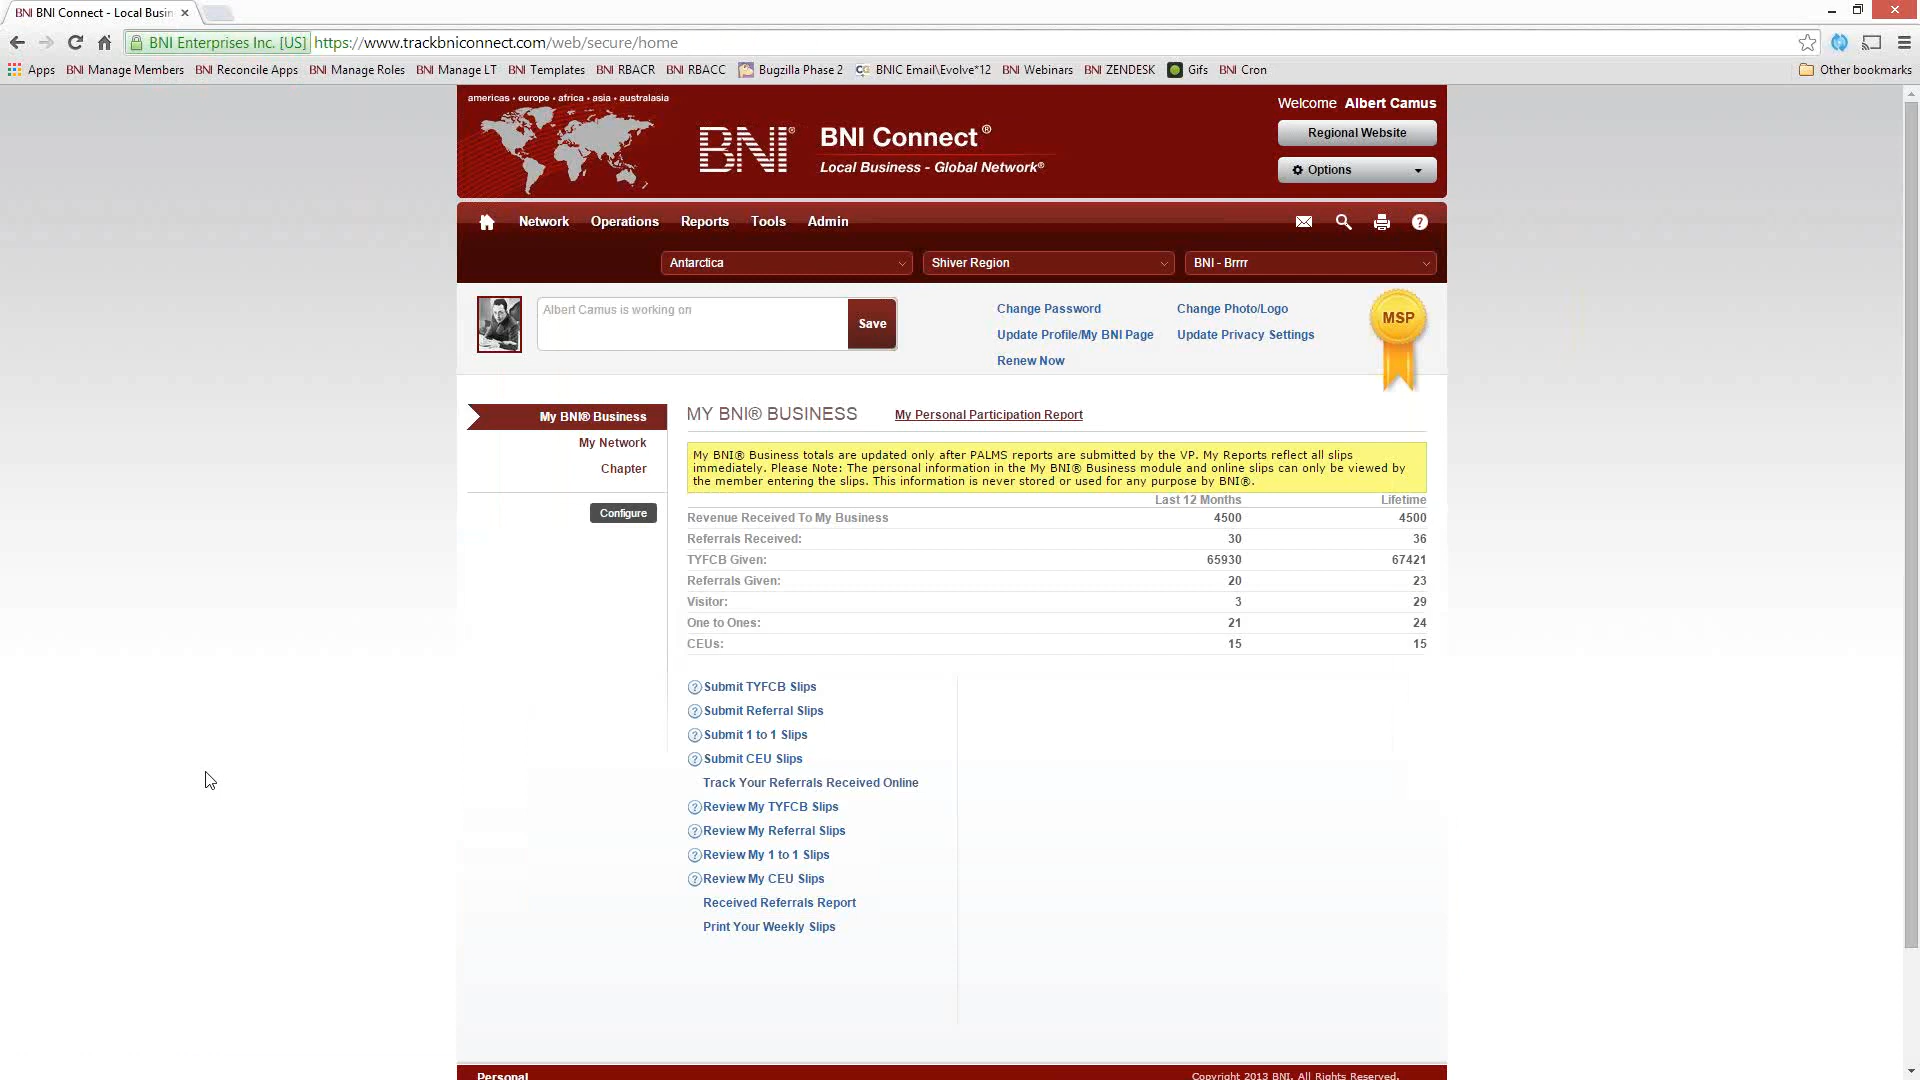 BNI BNI Connect - Local Busin
BNI Enterprises Inc. [US] https://www.trackbniconnect.com/web/secure/home
Apps BNI Manage Members BNI Reconcile Apps BNI Manage Roles BNI Manage LT BNI Templates BNI RBACR BNI RBACC Bugzilla Phase 2 BNIC Email\Evolve*12 BNI Webinars BNI ZENDESK Gifs BNI Cron Other bookmarks
americas • europe • africa • asia • australasia
Welcome Albert Camus
BNI® BNI Connect®
Local Business - Global Network®
Regional Website
Options
Network Operations Reports Tools Admin
Antarctica Shiver Region BNI - Brrrr
Albert Camus is working on
Save
Change Password Change Photo/Logo
Update Profile/My BNI Page Update Privacy Settings
Renew Now
MSP
My BNI® Business
My Network
Chapter
Configure
MY BNI® BUSINESS My Personal Participation Report
My BNI® Business totals are updated only after PALMS reports are submitted by the VP. My Reports reflect all slips
immediately. Please Note: The personal information in the My BNI® Business module and online slips can only be viewed by
the member entering the slips. This information is never stored or used for any purpose by BNI®.
Last 12 Months Lifetime
Revenue Received To My Business 4500 4500
Referrals Received: 30 36
TYFCB Given: 65930 67421
Referrals Given: 20 23
Visitor: 3 29
One to Ones: 21 24
CEUs: 15 15
Submit TYFCB Slips
Submit Referral Slips
Submit 1 to 1 Slips
Submit CEU Slips
Track Your Referrals Received Online
Review My TYFCB Slips
Review My Referral Slips
Review My 1 to 1 Slips
Review My CEU Slips
Received Referrals Report
Print Your Weekly Slips
Personal Copyright 2013 BNI. All Rights Reserved.